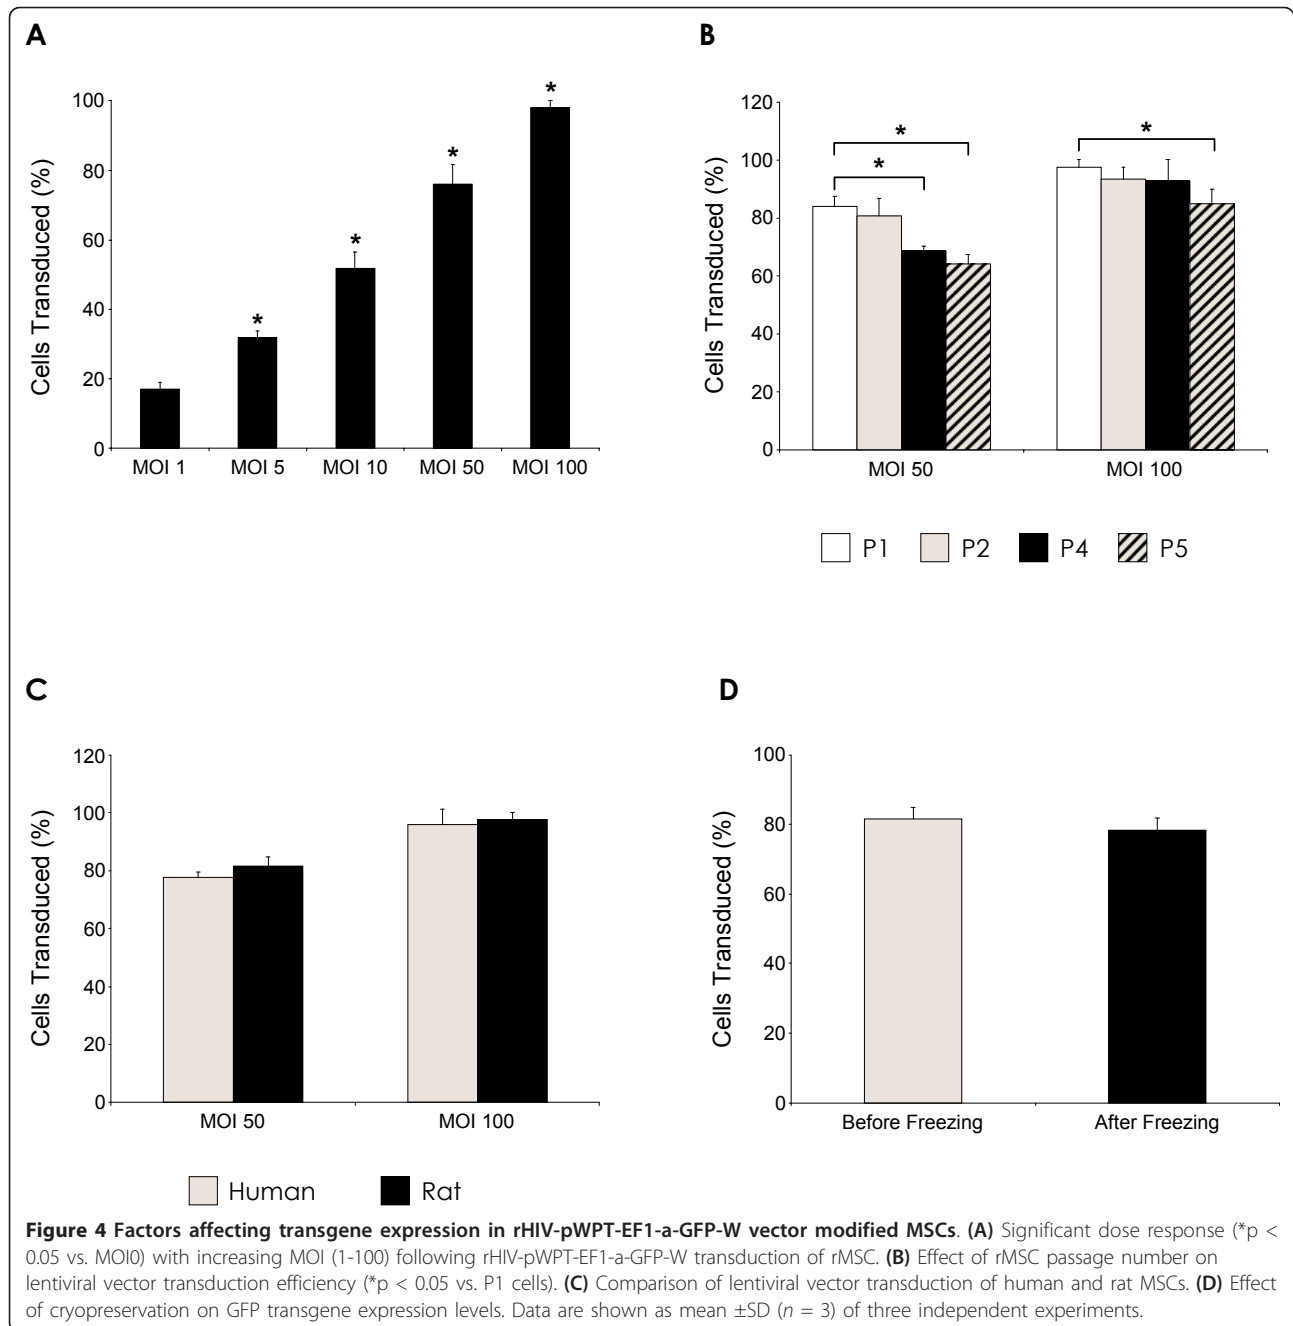 A
Cells Transduced (%)
100
80
60
40
20
0
*
*
*
*
MOI 1 MOI 5 MOI 10 MOI 50 MOI 100
B
Cells Transduced (%)
120
100
80
60
40
20
0
*
*
*
MOI 50 MOI 100
P1 P2 P4 P5
C
Cells Transduced (%)
120
100
80
60
40
20
0
MOI 50 MOI 100
Human Rat
D
Cells Transduced (%)
100
80
60
40
20
0
Before Freezing After Freezing
Figure 4 Factors affecting transgene expression in rHIV-pWPT-EF1-a-GFP-W vector modified MSCs. (A) Significant dose response (*p <
0.05 vs. MOI0) with increasing MOI (1-100) following rHIV-pWPT-EF1-a-GFP-W transduction of rMSC. (B) Effect of rMSC passage number on
lentiviral vector transduction efficiency (*p < 0.05 vs. P1 cells). (C) Comparison of lentiviral vector transduction of human and rat MSCs. (D) Effect
of cryopreservation on GFP transgene expression levels. Data are shown as mean ±SD (n = 3) of three independent experiments.